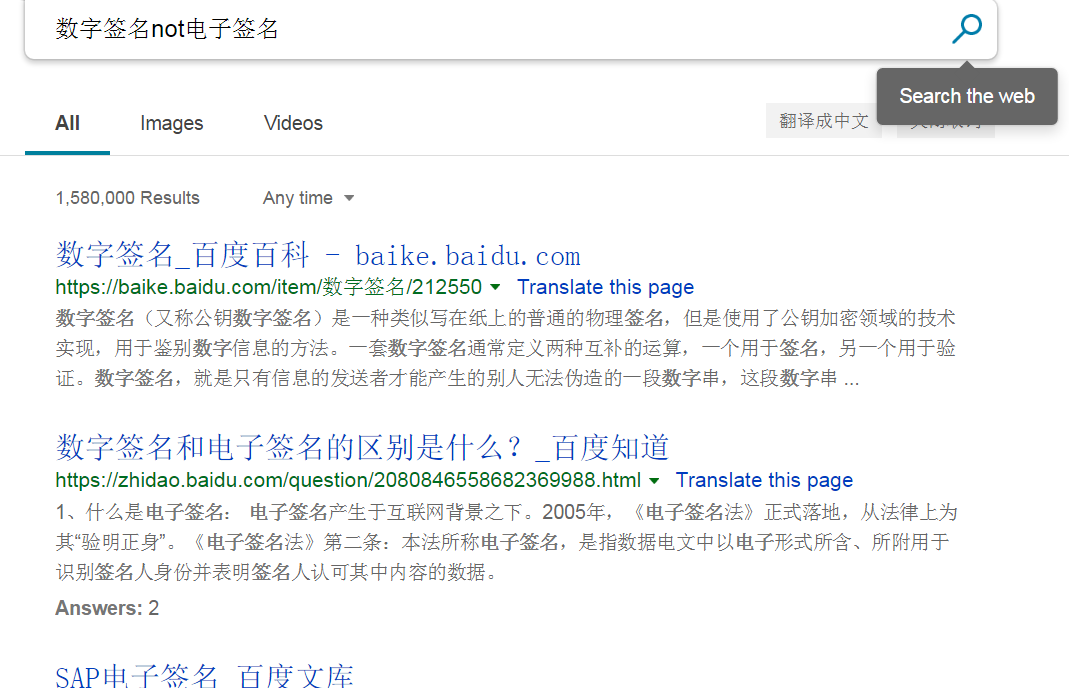 数字签名not电子签名
Search the web
All Images Videos 翻译成中文
1,580,000 Results Any time
数字签名_百度百科 - baike.baidu.com
https://baike.baidu.com/item/数字签名/212550 Translate this page
数字签名（又称公钥数字签名）是一种类似写在纸上的普通的物理签名，但是使用了公钥加密领域的技术
实现，用于鉴别数字信息的方法。一套数字签名通常定义两种互补的运算，一个用于签名，另一个用于验
证。数字签名，就是只有信息的发送者才能产生的别人无法伪造的一段数字串，这段数字串 ...
数字签名和电子签名的区别是什么？_百度知道
https://zhidao.baidu.com/question/2080846558682369988.html Translate this page
1、什么是电子签名： 电子签名产生于互联网背景之下。2005年，《电子签名法》正式落地，从法律上为
其“验明正身”。《电子签名法》第二条：本法所称电子签名，是指数据电文中以电子形式所含、所附用于
识别签名人身份并表明签名人认可其中内容的数据。
Answers: 2
SAP电子签名_百度文库